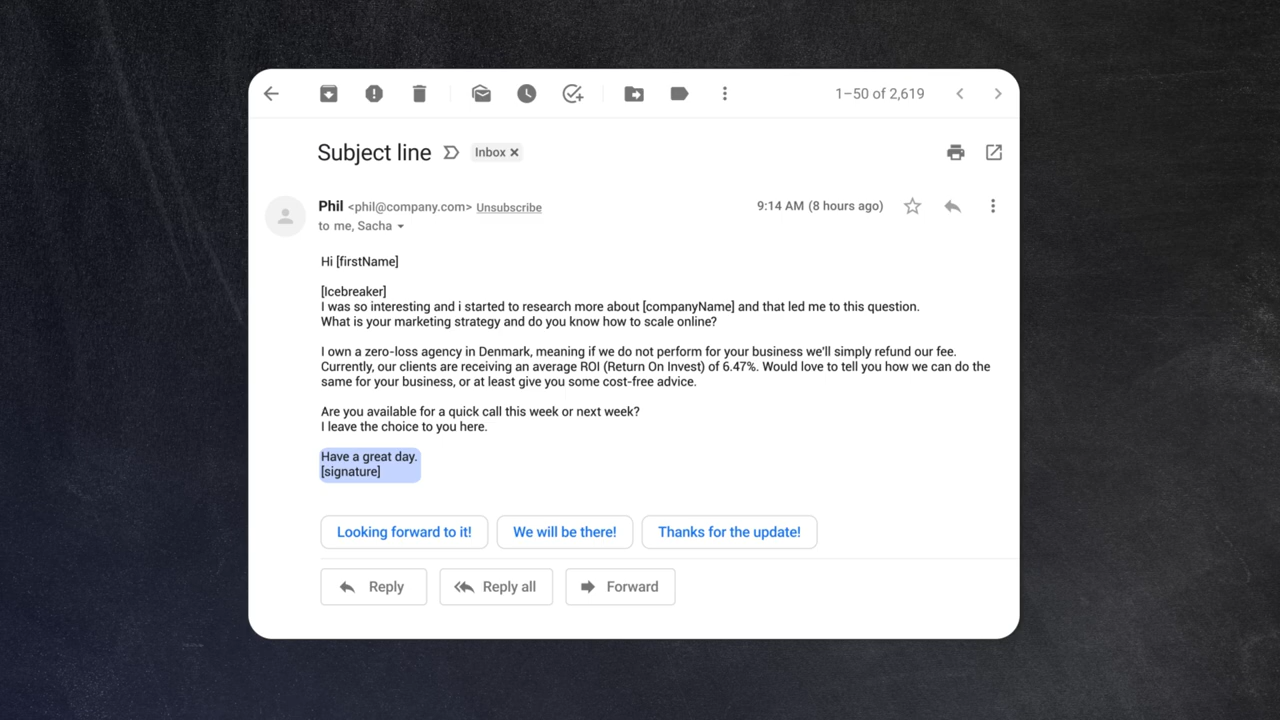 1–50 of 2,619
Subject line
Inbox ×
Phil <phil@company.com> Unsubscribe
9:14 AM (8 hours ago)
to me, Sacha
Hi [firstName]
[Icebreaker]
I was so interesting and i started to research more about [companyName] and that led me to this question.
What is your marketing strategy and do you know how to scale online?
I own a zero-loss agency in Denmark, meaning if we do not perform for your business we'll simply refund our fee.
Currently, our clients are receiving an average ROI (Return On Invest) of 6.47%. Would love to tell you how we can do the
same for your business, or at least give you some cost-free advice.
Are you available for a quick call this week or next week?
I leave the choice to you here.
Have a great day.
[signature]
Looking forward to it!
We will be there!
Thanks for the update!
Reply
Reply all
Forward